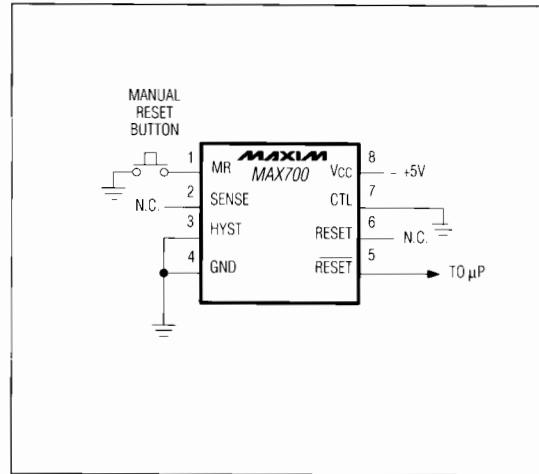 MANUAL
RESET
BUTTON
MAXIM
MAX700
1
MR
2
N.C.
SENSE
3
HYST
4
GND
8
VCC
+5V
7
CTL
6
RESET
N.C.
5
RESET
TO μP